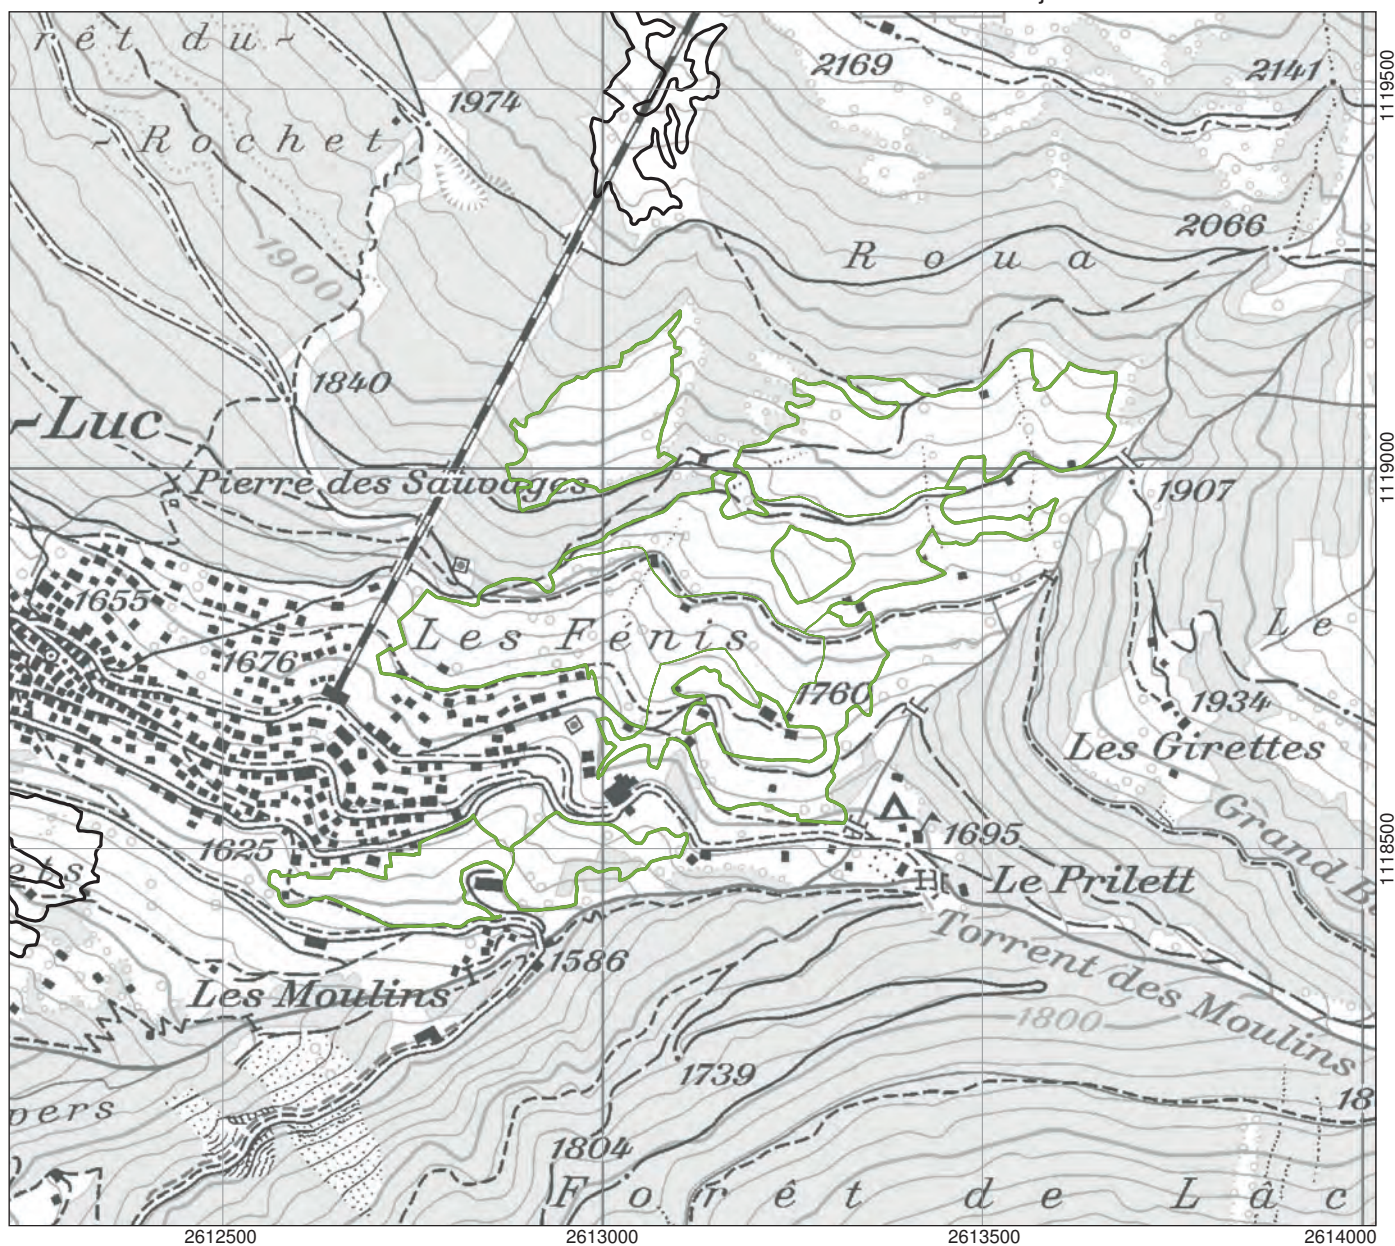 rêt du-
2169
2141
1119500
1974
-Rochet
2066
Roua
1900
1840
-Luc
1119000
Pierre des Sauvages
1907
1655
Les Fenis
Le
1676
1760
1934
Les Girettes
Grand B
1118500
1695
1625
ets
Le Prilett
Torrent des Moulins
1586
Les Moulins
1800
1739
18
pers
1804
Forêt de Lac
2612500
2613000
2613500
2614000